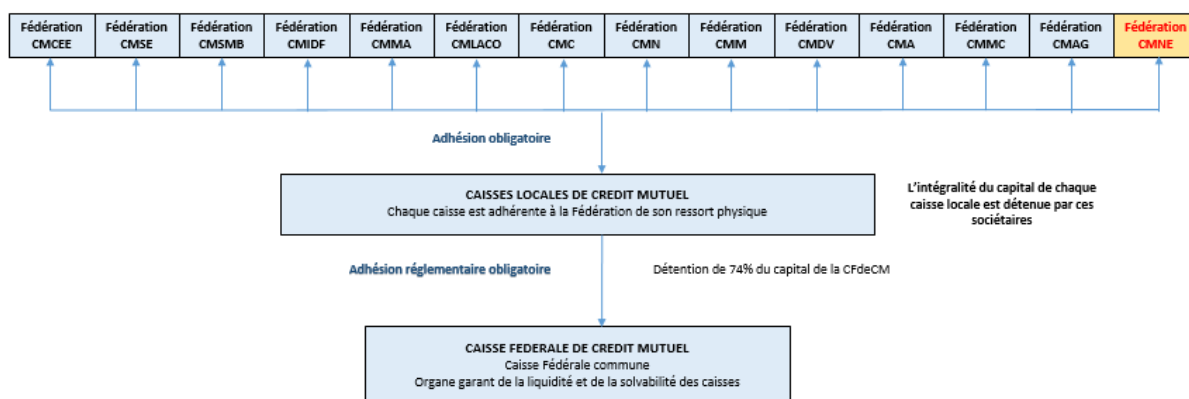 Fédération CMCEE
Fédération CMSE
Fédération CMSMB
Fédération CMIDF
Fédération CMMA
Fédération CMLACO
Fédération CMC
Fédération CMN
Fédération CMM
Fédération CMDV
Fédération CMA
Fédération CMMC
Fédération CMAG
Fédération CMNE
Adhésion obligatoire
CAISSES LOCALES DE CREDIT MUTUEL
Chaque caisse est adhérente à la Fédération de son ressort physique
L'intégralité du capital de chaque
caisse locale est détenue par ces
sociétaires
Adhésion réglementaire obligatoire
Détention de 74% du capital de la CFdeCM
CAISSE FEDERALE DE CREDIT MUTUEL
Caisse Fédérale commune
Organe garant de la liquidité et de la solvabilité des caisses